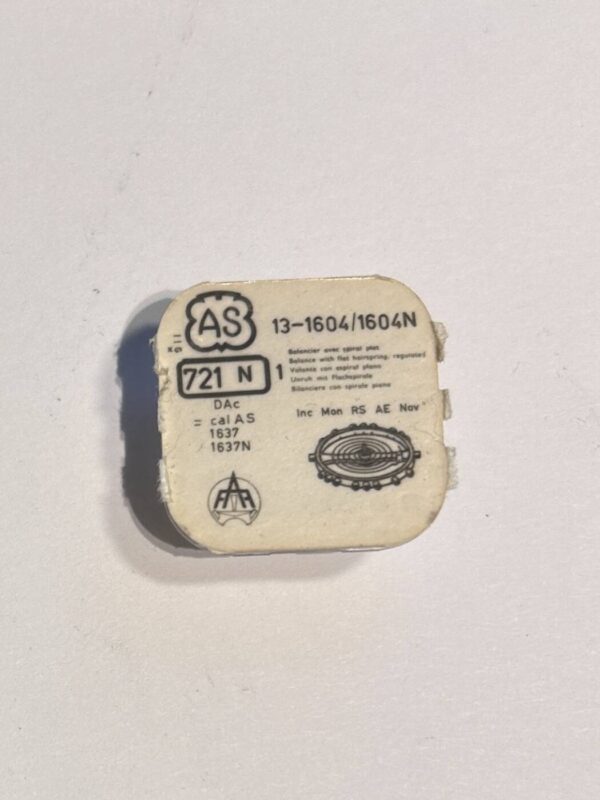 AS
13-1604/1604N
721 N
1
Balancier avec spiral plat
Balance with flat hairspring, regulated
Volante con espiral plano
Unruh mit Flachspirale
Bilanciere con spirale piano
DAc
= cal AS
1637
1637N
Inc Mon RS AE Nov